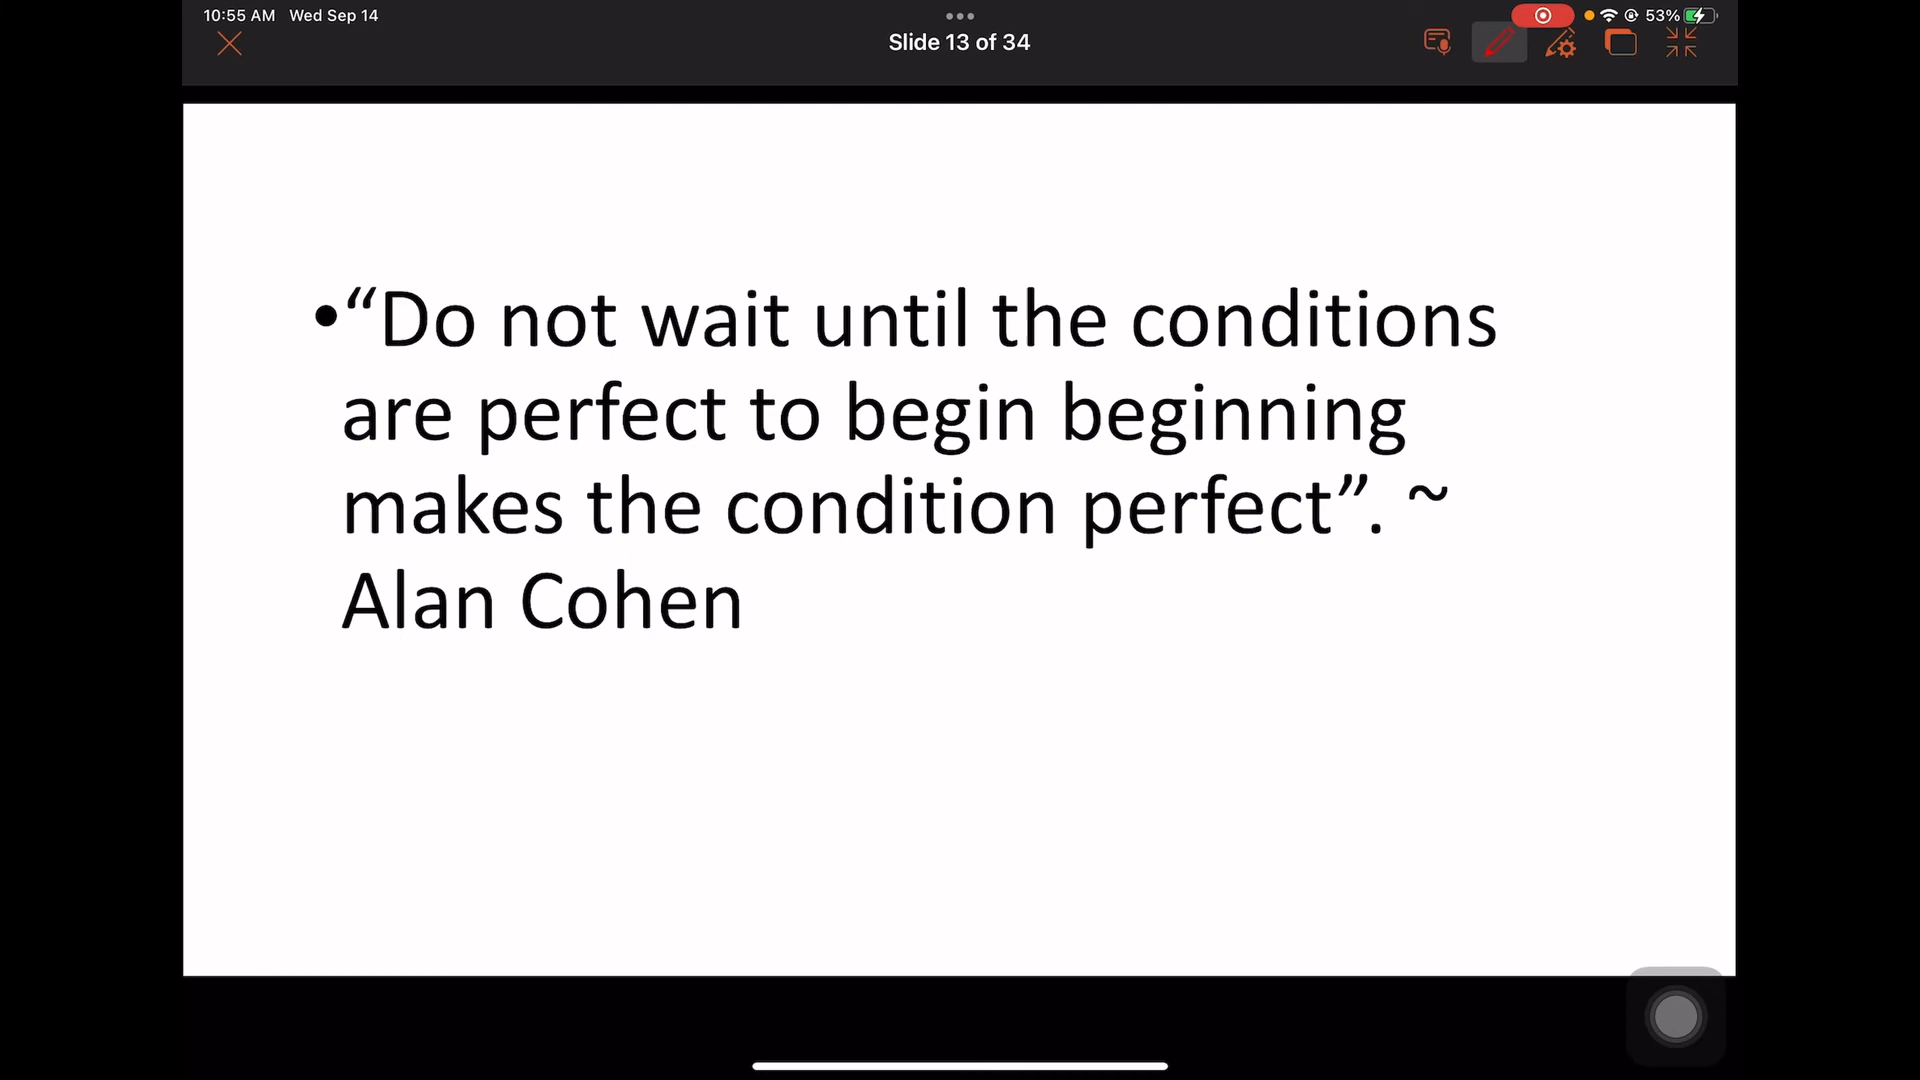 10:55 AM Wed Sep 14
53%
Slide 13 of 34
•“Do not wait until the conditions
are perfect to begin beginning
makes the condition perfect”. ~
Alan Cohen